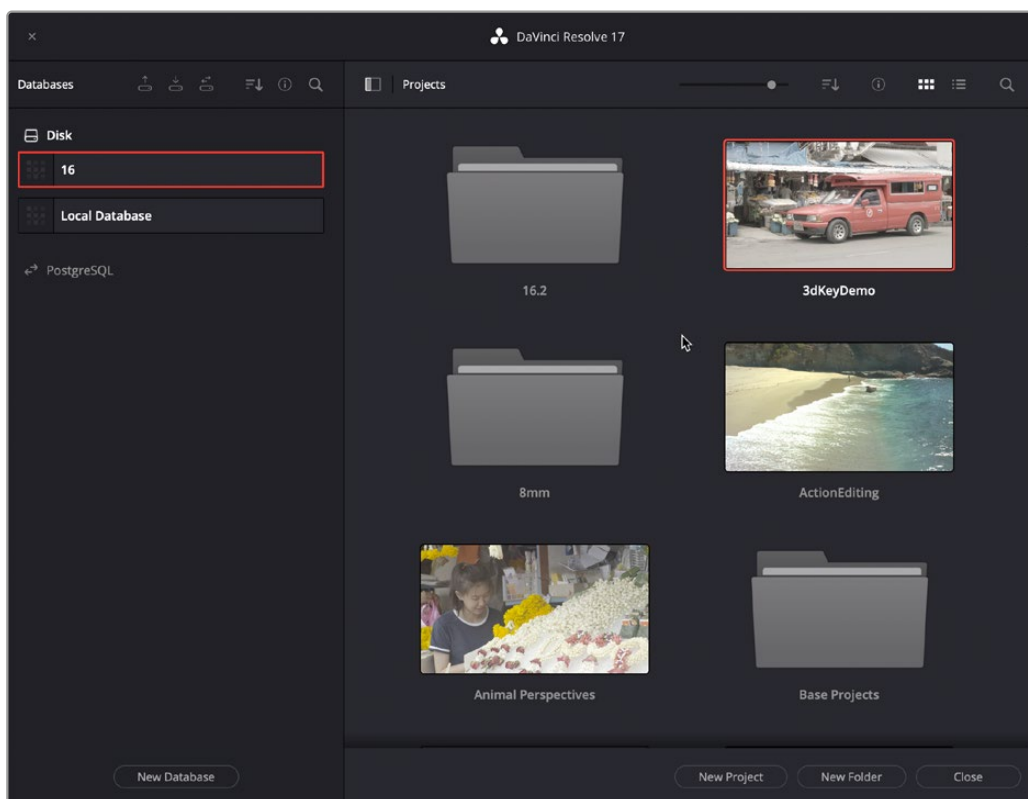 DaVinci Resolve 17
Databases
Projects
Disk
16
Local Database
PostgreSQL
16.2
3dKeyDemo
8mm
ActionEditing
Animal Perspectives
Base Projects
New Database
New Project
New Folder
Close